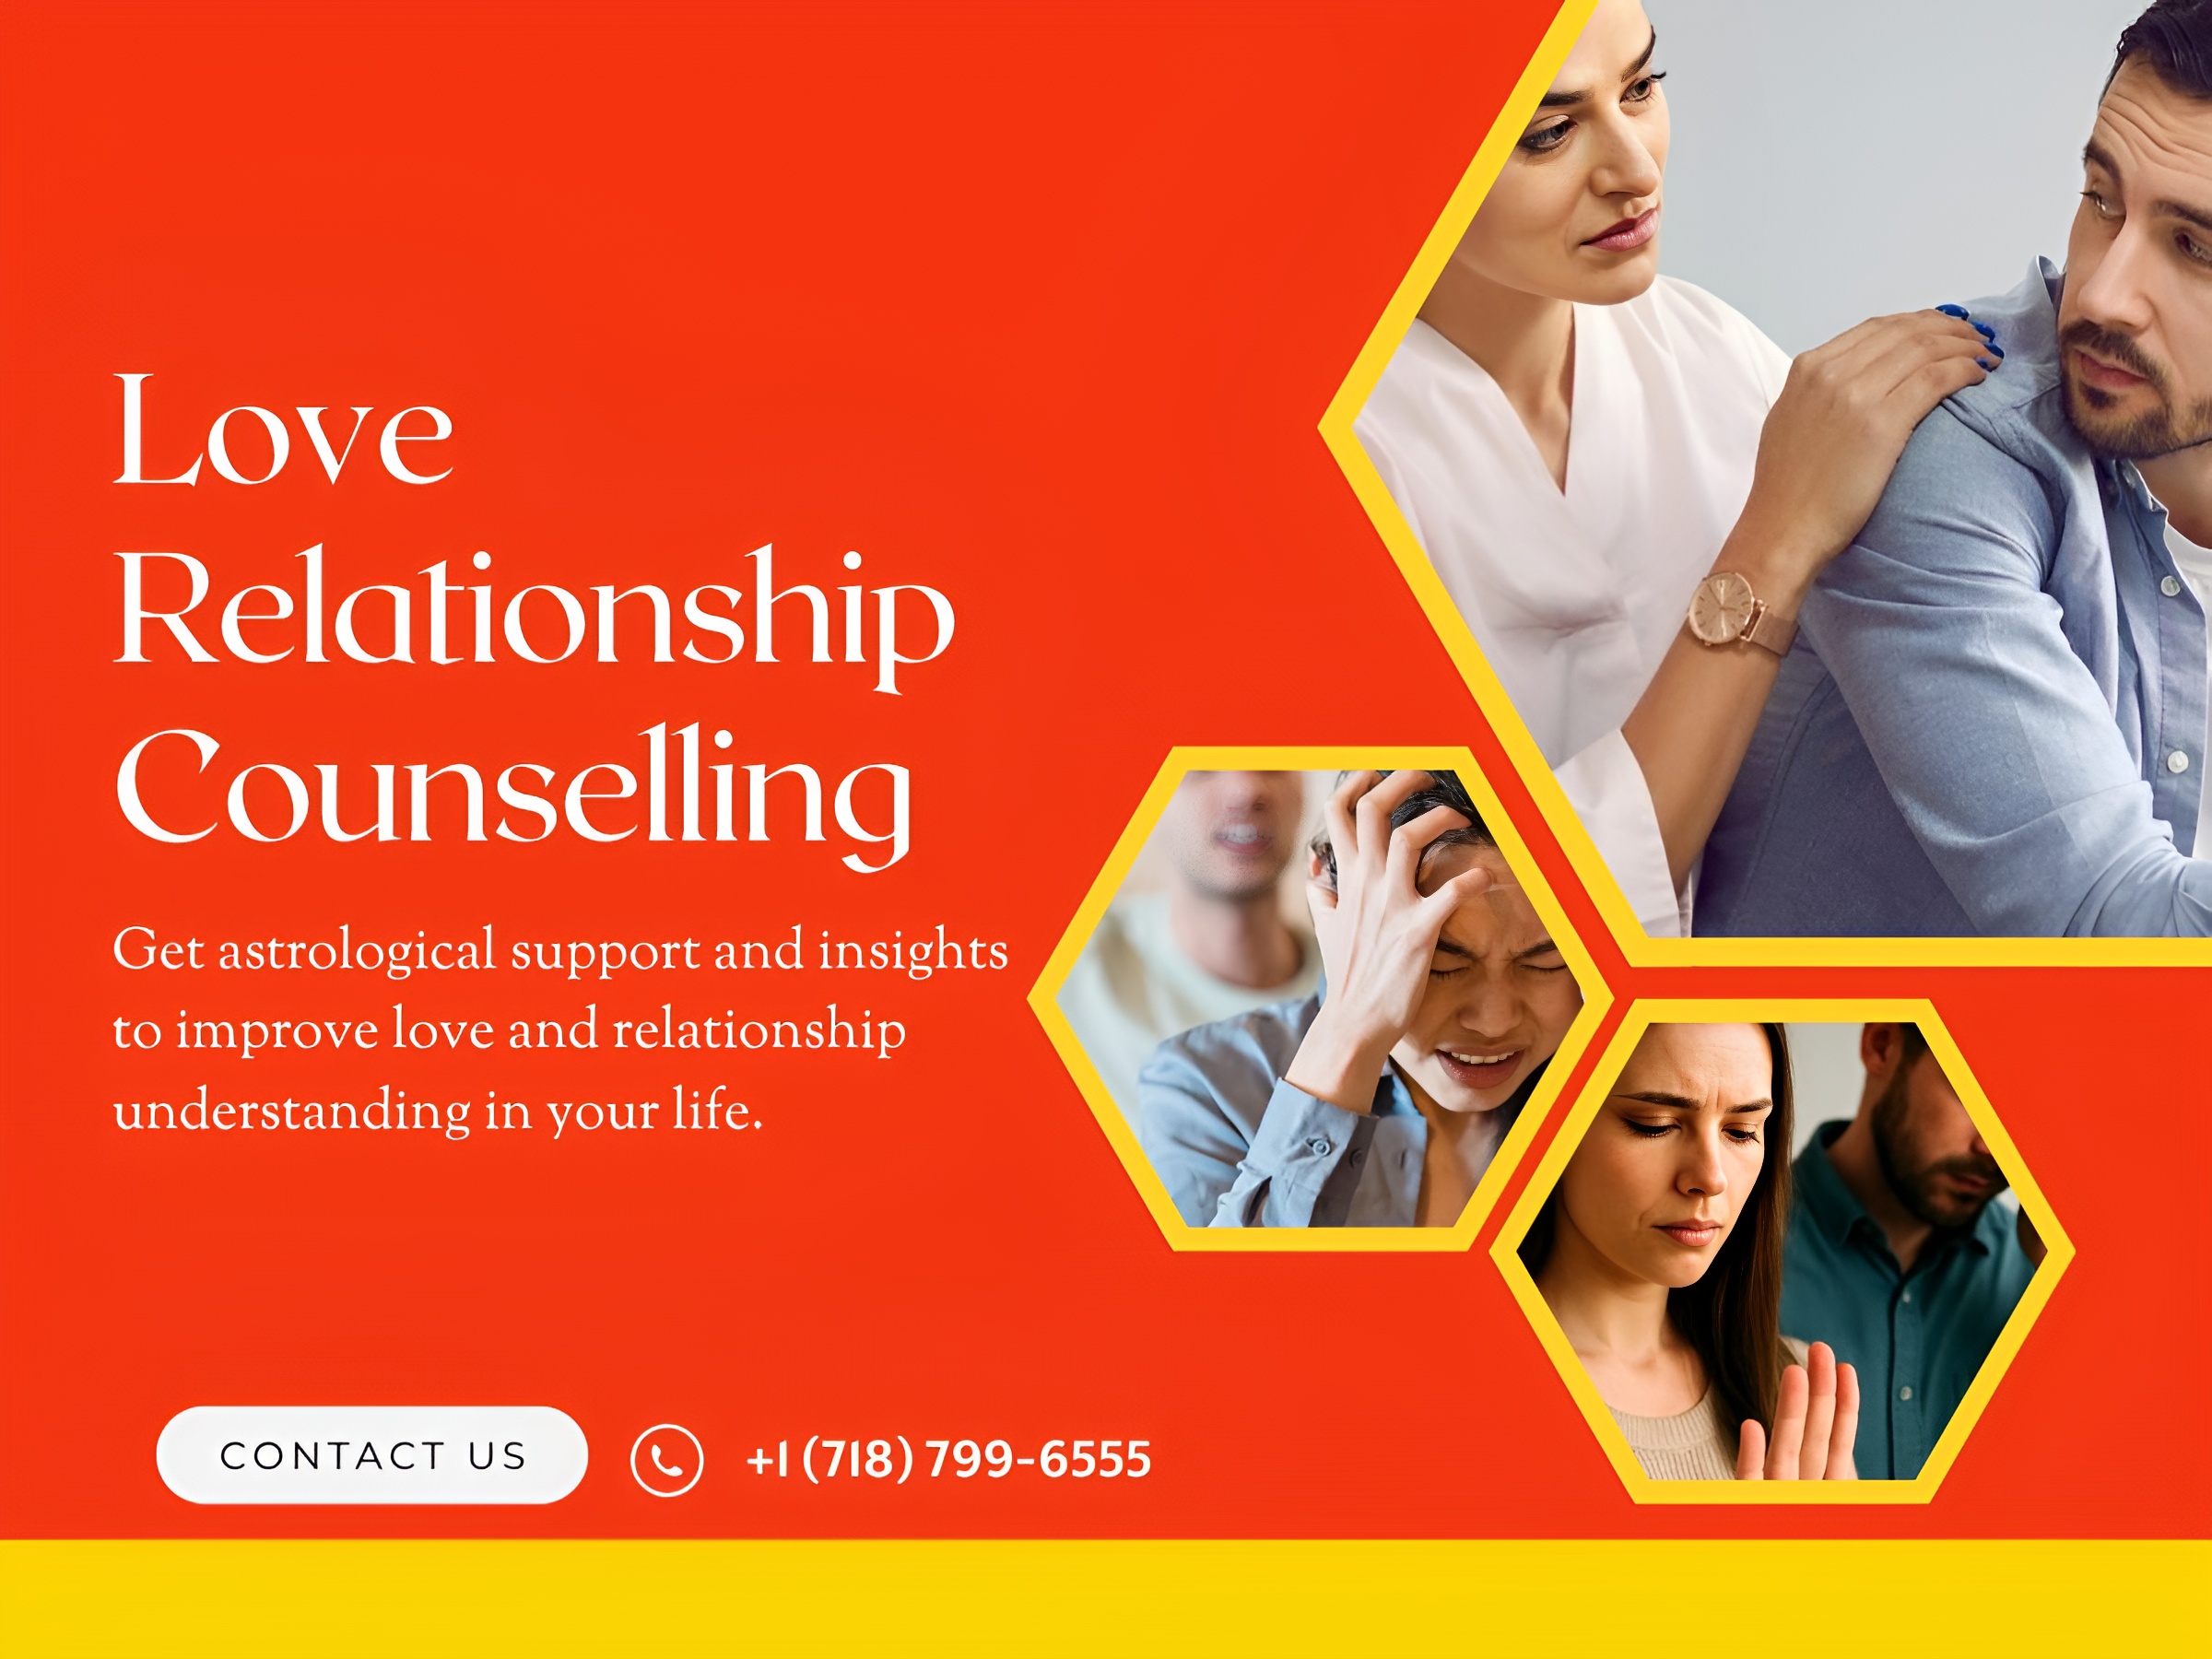 Love
Relationship
Counselling
Get astrological support and insights
to improve love and relationship
understanding in your life.
CONTACT US
+1 (718) 799-6555